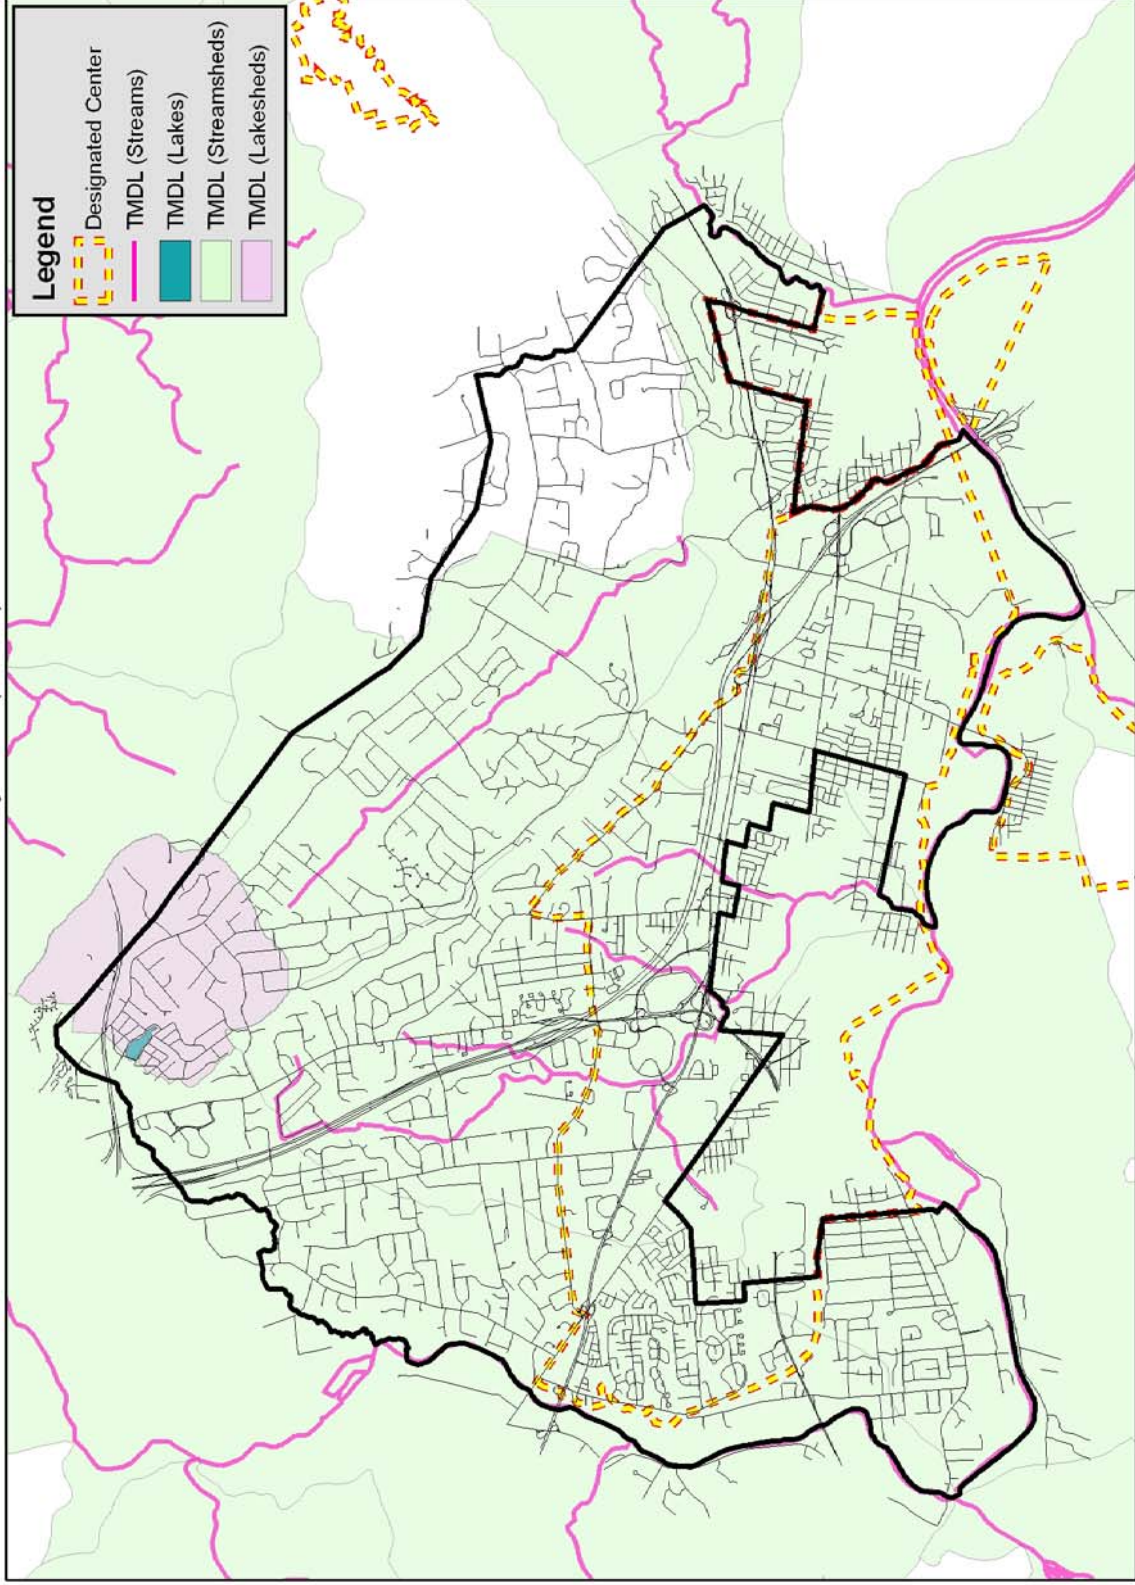 Legend
Designated Center
TMDL (Streams)
TMDL (Lakes)
TMDL (Streamsheds)
TMDL (Lakesheds)